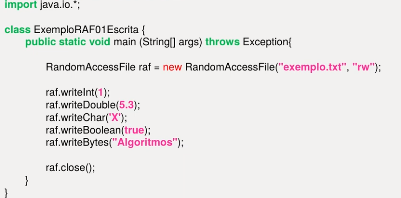 import java.io.*;
class ExemploRAF01Escrita {
public static void main (String[] args) throws Exception{
RandomAccessFile raf = new RandomAccessFile("exemplo.txt", "rw");
raf.writeInt(1);
raf.writeDouble(5.3);
raf.writeChar('X');
raf.writeBoolean(true);
raf.writeBytes("Algoritmos");
raf.close();
}
}